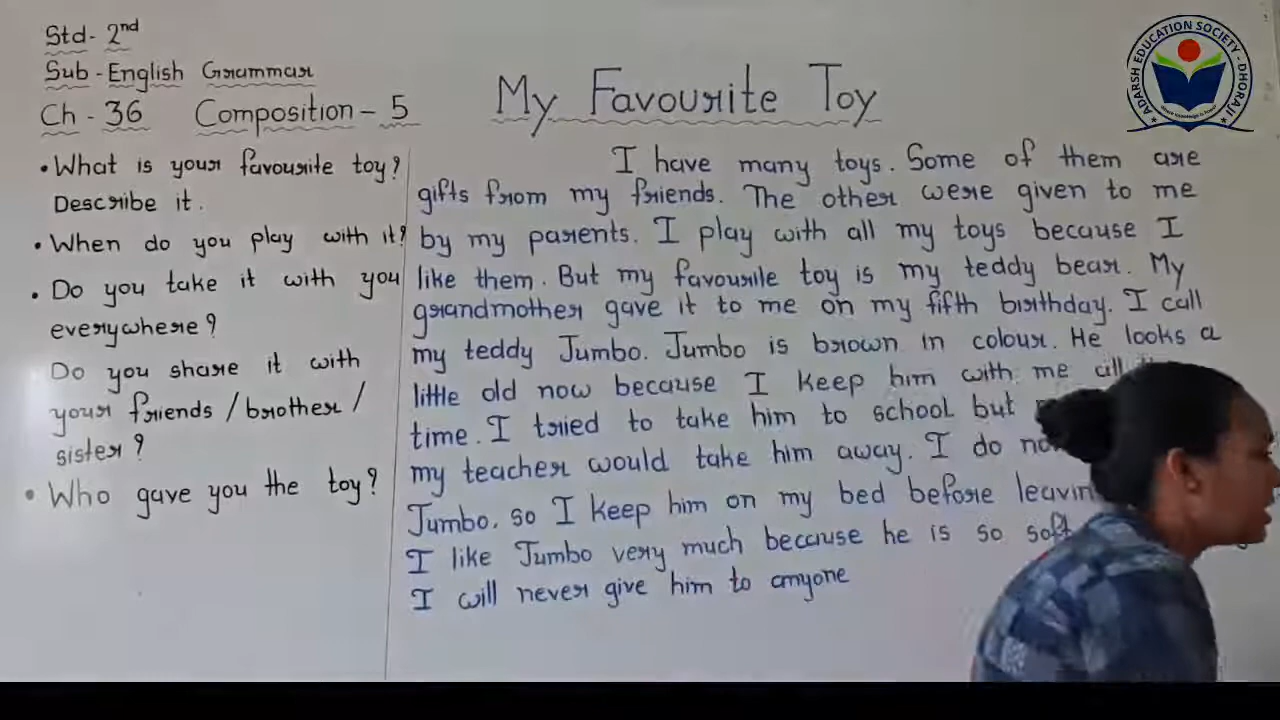 Std- 2nd
Sub - English Grammar
Ch - 36 Composition - 5
• What is your favourite toy?
Describe it.
• When do you play with it?
• Do you take it with you
everywhere?
Do you share it with
your friends / brother /
sister?
• Who gave you the toy?
My Favourite Toy
I have many toys. Some of them are
gifts from my friends. The other were given to me
by my parents. I play with all my toys because I
like them. But my favourite toy is my teddy bear. My
grandmother gave it to me on my fifth birthday. I call
my teddy Jumbo. Jumbo is brown in colour. He looks a
little old now because I keep him with me all
time. I tried to take him to school but
my teacher would take him away. I do
Jumbo. so I keep him on my bed before
I like Jumbo very much because he is so soft
I will never give him to anyone
ADARSH EDUCATION SOCIETY - DHORAJI